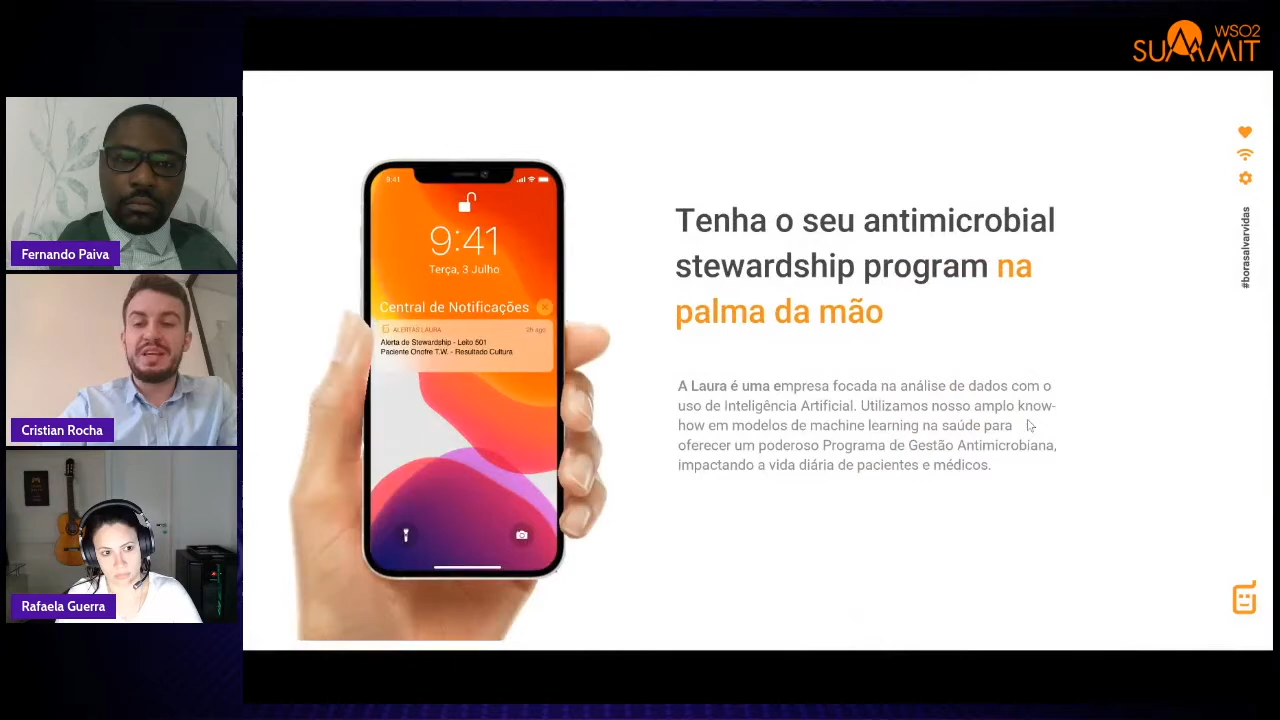 WSO2
SUMMIT
Fernando Paiva
Cristian Rocha
Rafaela Guerra
9:41
9:41
Terça, 3 Julho
Central de Notificações
ALERTAS LAURA
2h ago
Alerta de Stewardship - Leito 501
Paciente Onofre T.W. - Resultado Cultura
Tenha o seu antimicrobial
stewardship program na
palma da mão
A Laura é uma empresa focada na análise de dados com o
uso de Inteligência Artificial. Utilizamos nosso amplo know-
how em modelos de machine learning na saúde para
oferecer um poderoso Programa de Gestão Antimicrobiana,
impactando a vida diária de pacientes e médicos.
#borasalvarvidas